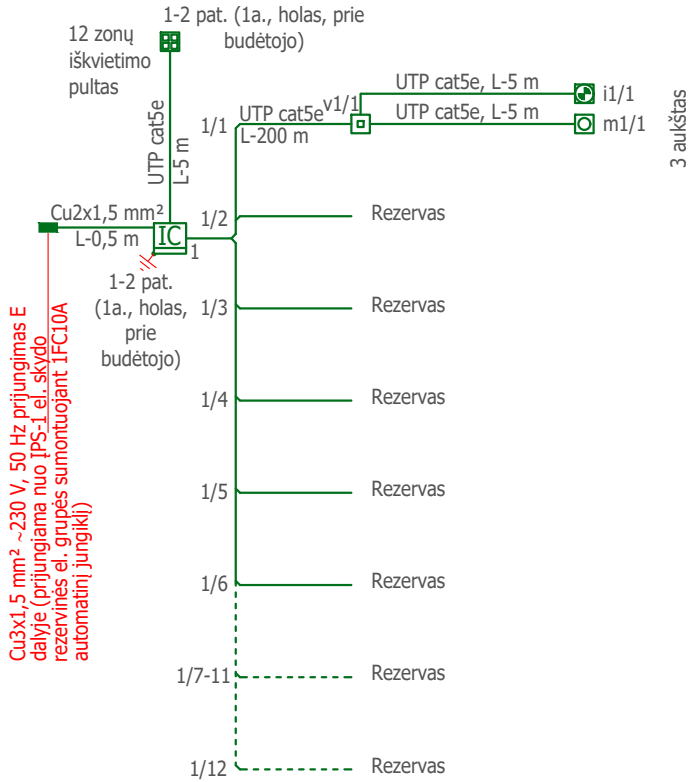 1-2 pat. (1a., holas, prie
budėtojo)
12 zonų
iškvietimo
pultas
UTP cat5e
L-5 m
Cu2x1,5 mm²
L-0,5 m
IC
1
1-2 pat.
(1a., holas,
prie
budėtojo)
Cu3x1,5 mm² ~230 V, 50 Hz prijungimas E
dalyje (prijungiama nuo ĮPS-1 el. skydo
rezervinės el. grupės sumontuojant 1FC10A
automatinį jungiklį)
1/1
UTP cat5e
L-200 m
v1/1
UTP cat5e, L-5 m
i1/1
UTP cat5e, L-5 m
m1/1
3 aukštas
1/2
Rezervas
1/3
Rezervas
1/4
Rezervas
1/5
Rezervas
1/6
Rezervas
1/7-11
Rezervas
1/12
Rezervas